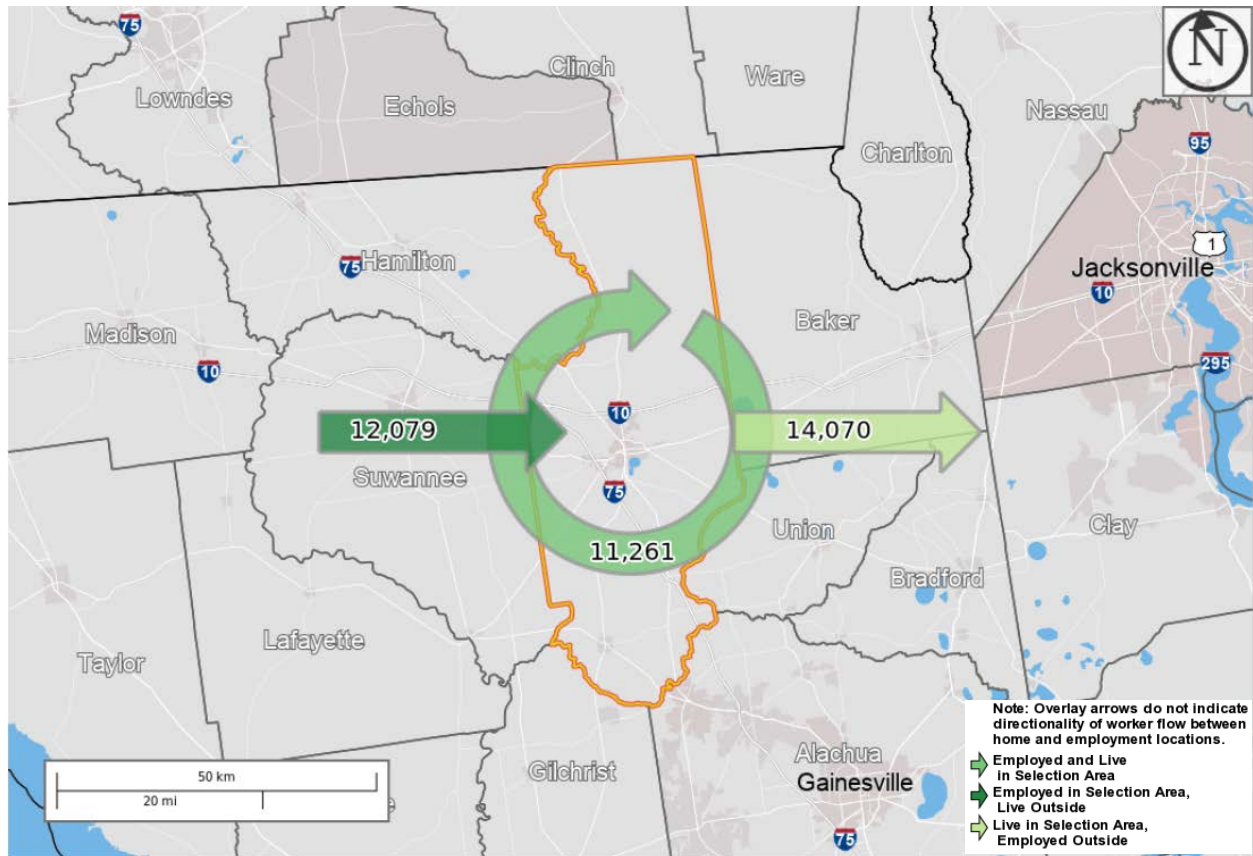 75
N
Clinch
Ware
Lowndes
Echols
Nassau
95
Charlton
1
Jacksonville
75
Hamilton
10
Madison
Baker
10
295
10
12,079
14,070
Suwannee
75
Clay
Union
11,261
Bradford
Lafayette
Taylor
Note: Overlay arrows do not indicate
directionality of worker flow between
home and employment locations.
Employed and Live
in Selection Area
Employed in Selection Area,
Live Outside
Live in Selection Area,
Employed Outside
Alachua
Gilchrist
Gainesville
50 km
20 mi
75